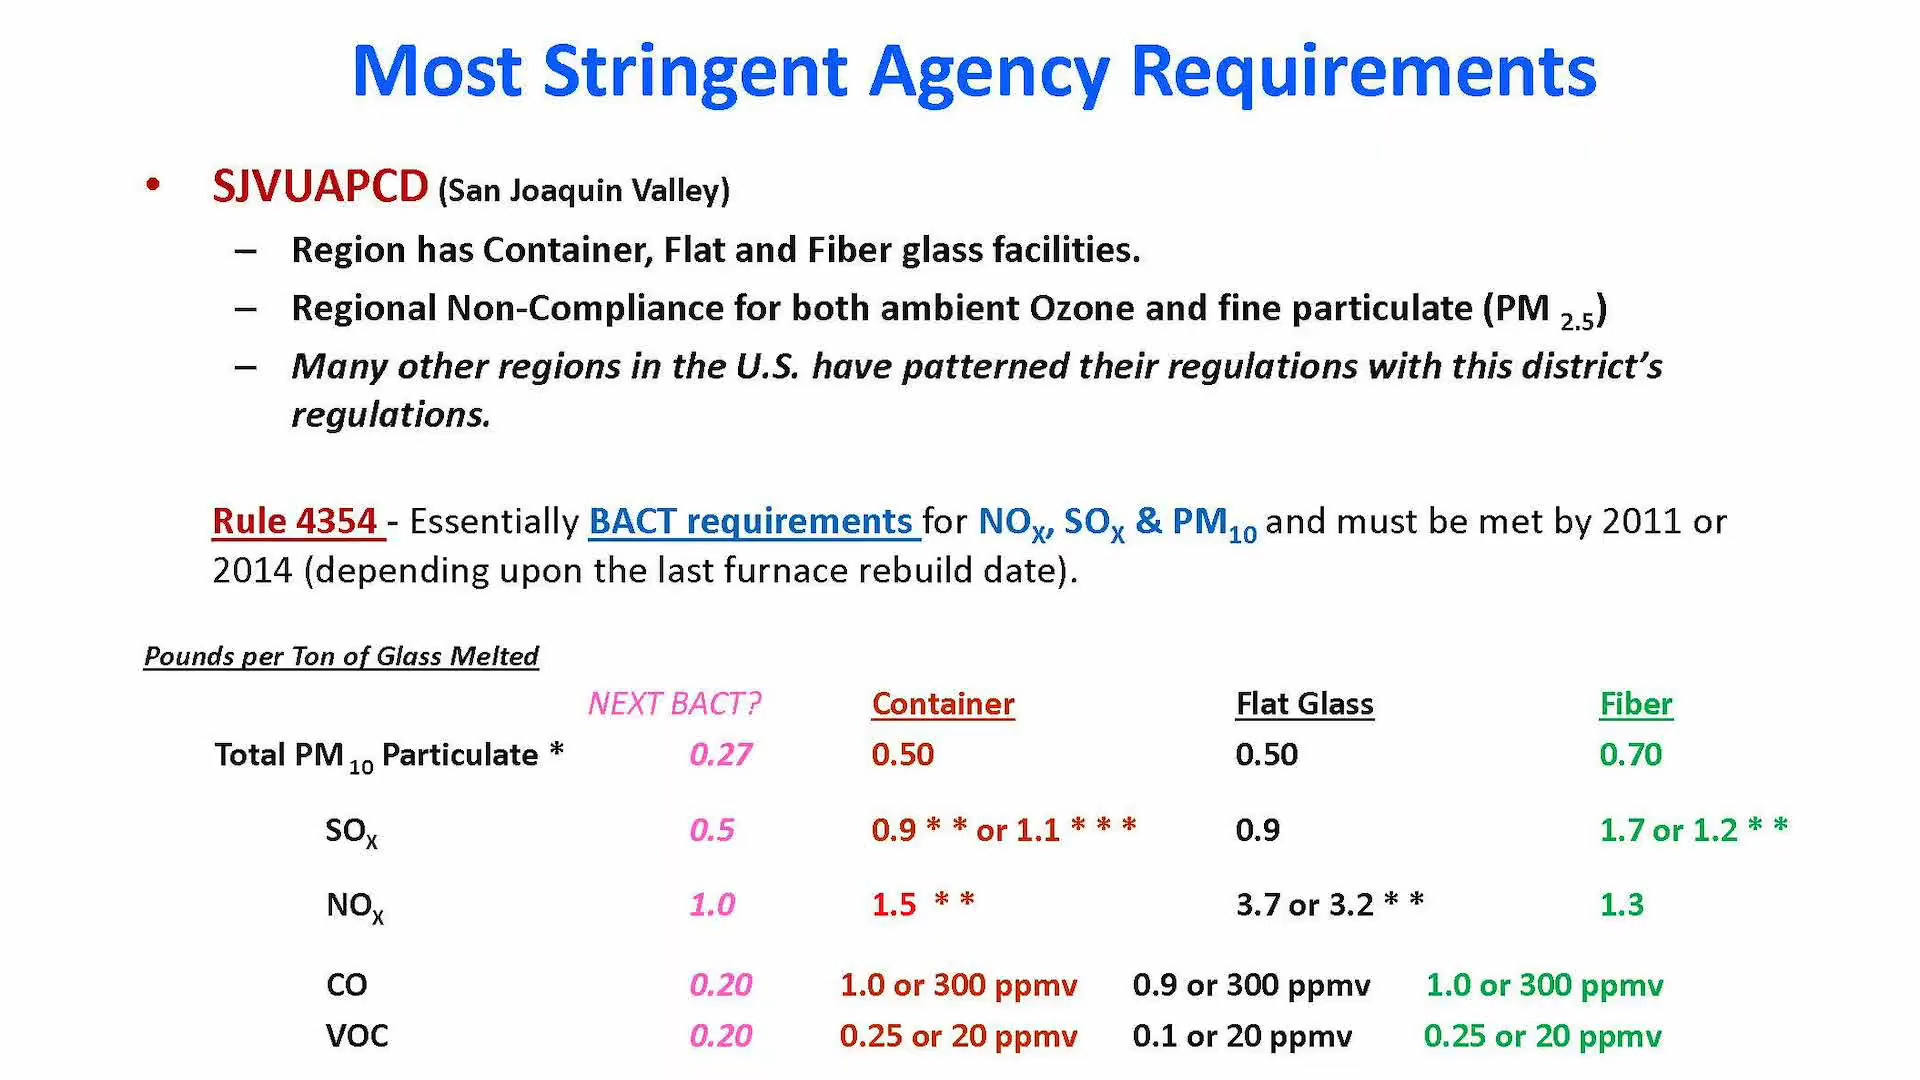 Most Stringent Agency Requirements
• SJVUAPCD (San Joaquin Valley)
– Region has Container, Flat and Fiber glass facilities.
– Regional Non-Compliance for both ambient Ozone and fine particulate (PM 2.5)
– Many other regions in the U.S. have patterned their regulations with this district’s
regulations.
Rule 4354 - Essentially BACT requirements for NOX, SOX & PM10 and must be met by 2011 or
2014 (depending upon the last furnace rebuild date).
Pounds per Ton of Glass Melted
NEXT BACT? Container Flat Glass Fiber
Total PM 10 Particulate * 0.27 0.50 0.50 0.70
SOX 0.5 0.9 * * or 1.1 * * * 0.9 1.7 or 1.2 * *
NOX 1.0 1.5 * * 3.7 or 3.2 * * 1.3
CO 0.20 1.0 or 300 ppmv 0.9 or 300 ppmv 1.0 or 300 ppmv
VOC 0.20 0.25 or 20 ppmv 0.1 or 20 ppmv 0.25 or 20 ppmv